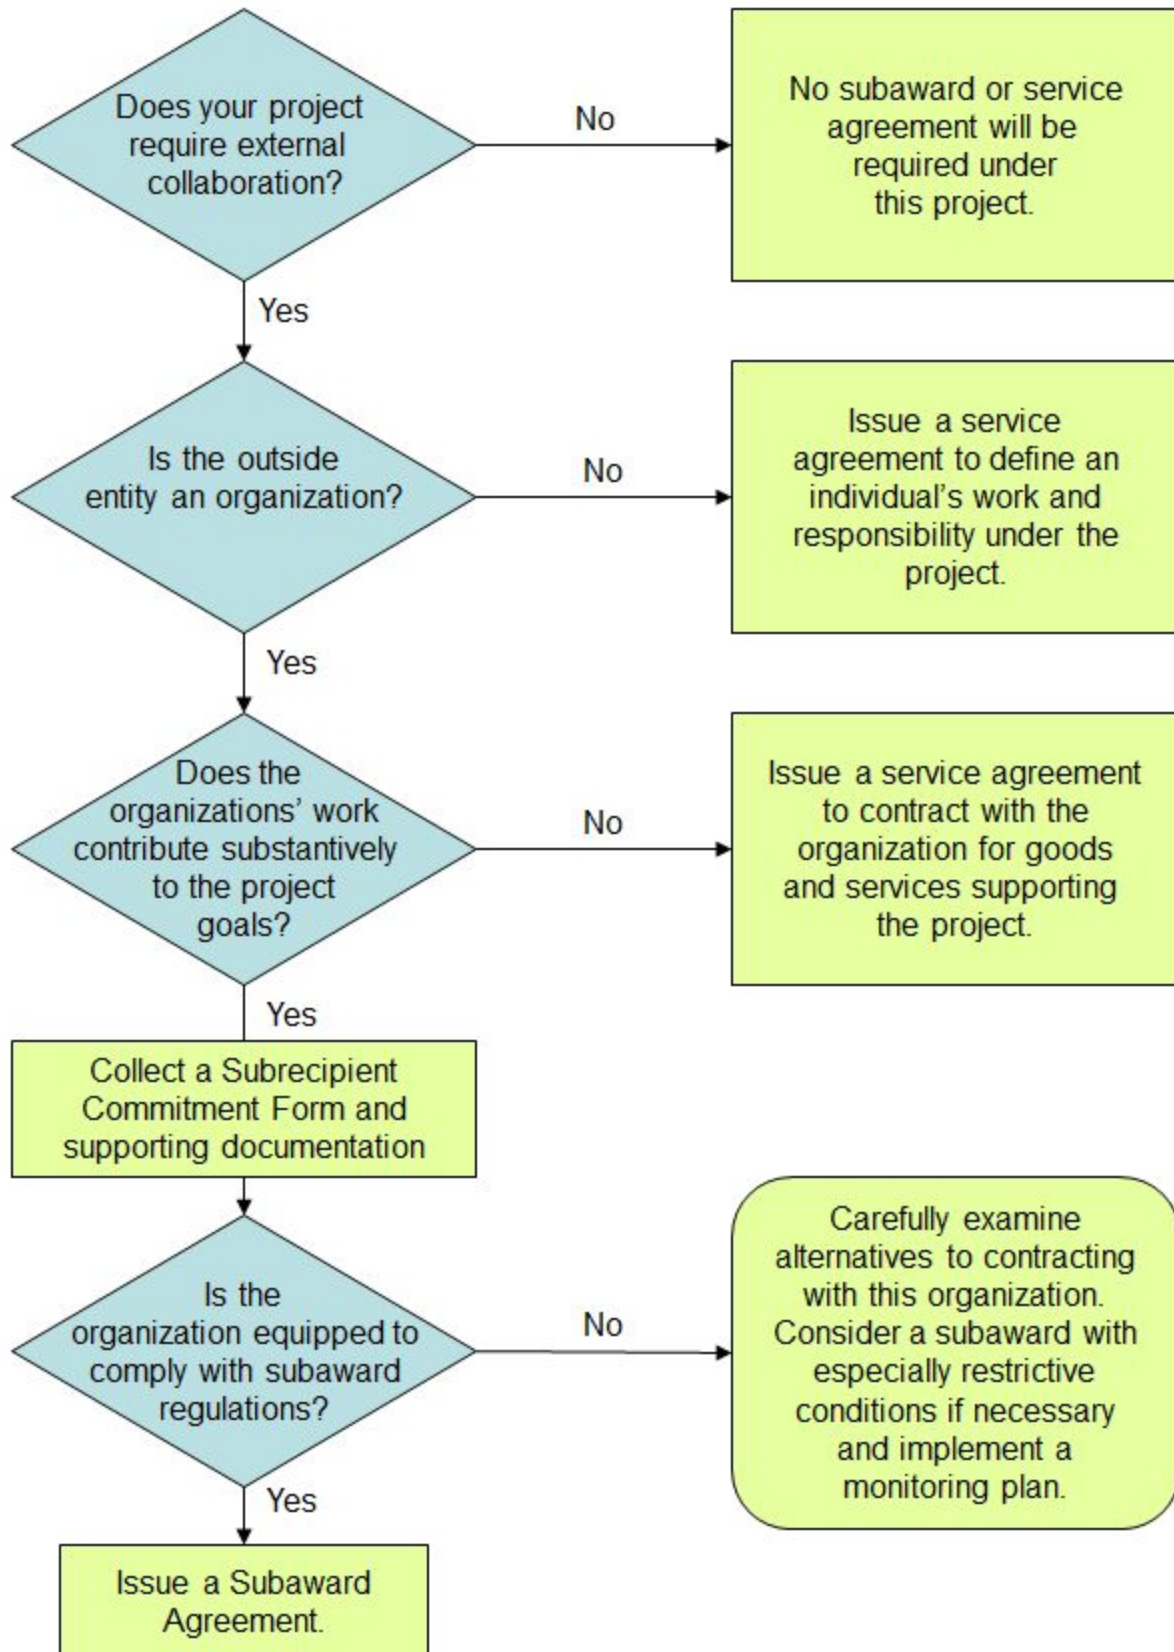 Does your project
require external
collaboration?
No
No subaward or service
agreement will be
required under
this project.
Yes
Is the outside
entity an organization?
No
Issue a service
agreement to define an
individual's work and
responsibility under the
project.
Yes
Does the
organizations' work
contribute substantively
to the project
goals?
No
Issue a service agreement
to contract with the
organization for goods
and services supporting
the project.
Yes
Collect a Subrecipient
Commitment Form and
supporting documentation
Is the
organization equipped to
comply with subaward
regulations?
No
Carefully examine
alternatives to contracting
with this organization.
Consider a subaward with
especially restrictive
conditions if necessary
and implement a
monitoring plan.
Yes
Issue a Subaward
Agreement.